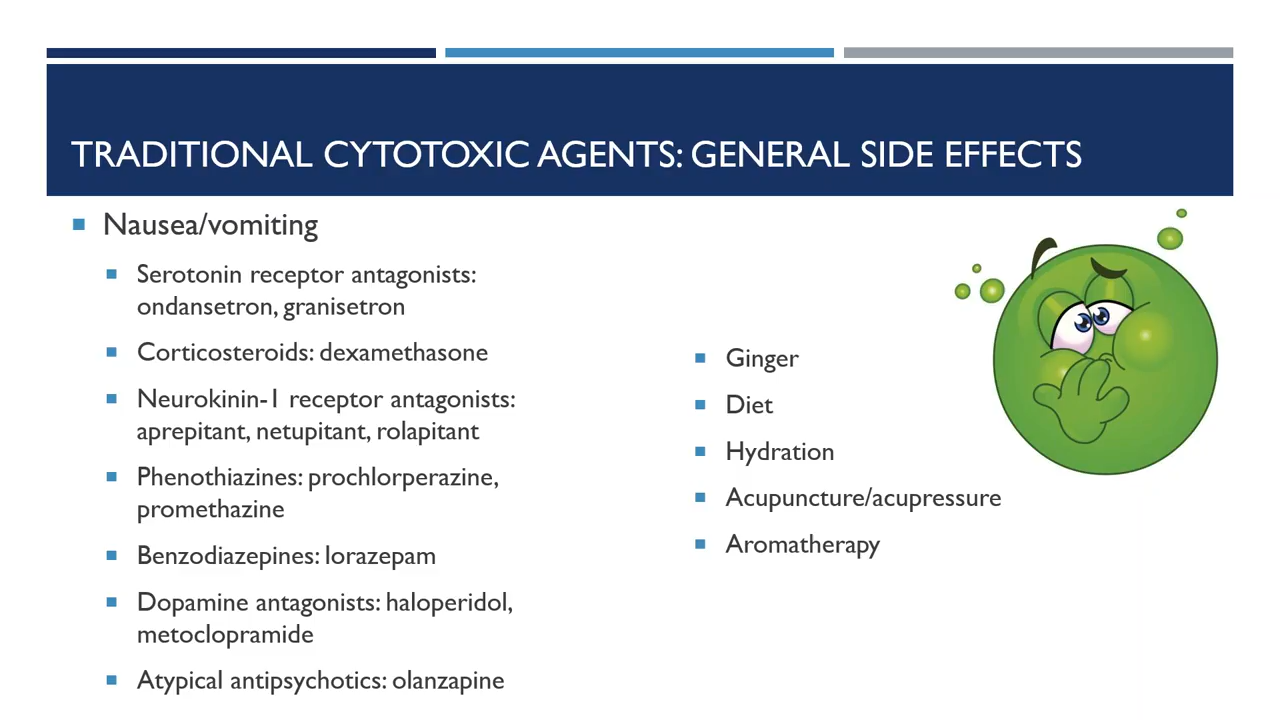 TRADITIONAL CYTOTOXIC AGENTS: GENERAL SIDE EFFECTS
Nausea/vomiting
Serotonin receptor antagonists:
ondansetron, granisetron
Corticosteroids: dexamethasone
Neurokinin-1 receptor antagonists:
aprepitant, netupitant, rolapitant
Phenothiazines: prochlorperazine,
promethazine
Benzodiazepines: lorazepam
Dopamine antagonists: haloperidol,
metoclopramide
Atypical antipsychotics: olanzapine
Ginger
Diet
Hydration
Acupuncture/acupressure
Aromatherapy